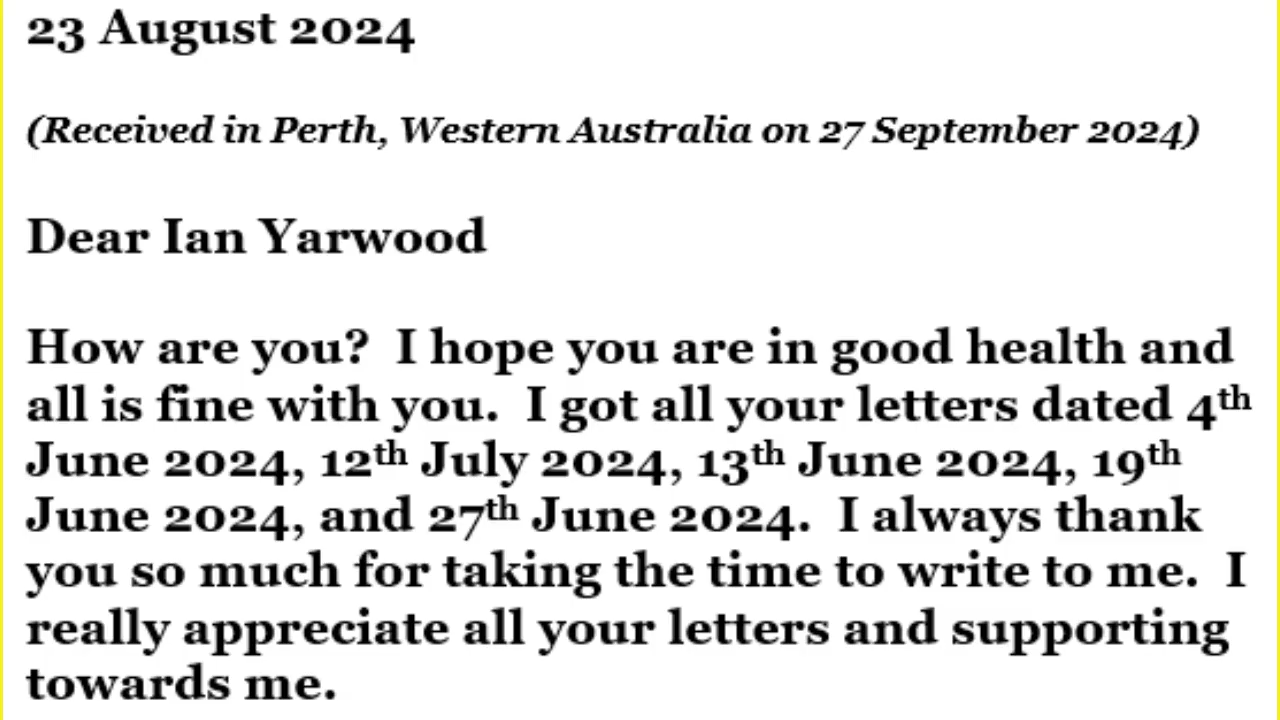 23 August 2024
(Received in Perth, Western Australia on 27 September 2024)
Dear Ian Yarwood
How are you?  I hope you are in good health and
all is fine with you.  I got all your letters dated 4th
June 2024, 12th July 2024, 13th June 2024, 19th
June 2024, and 27th June 2024.  I always thank
you so much for taking the time to write to me.  I
really appreciate all your letters and supporting
towards me.